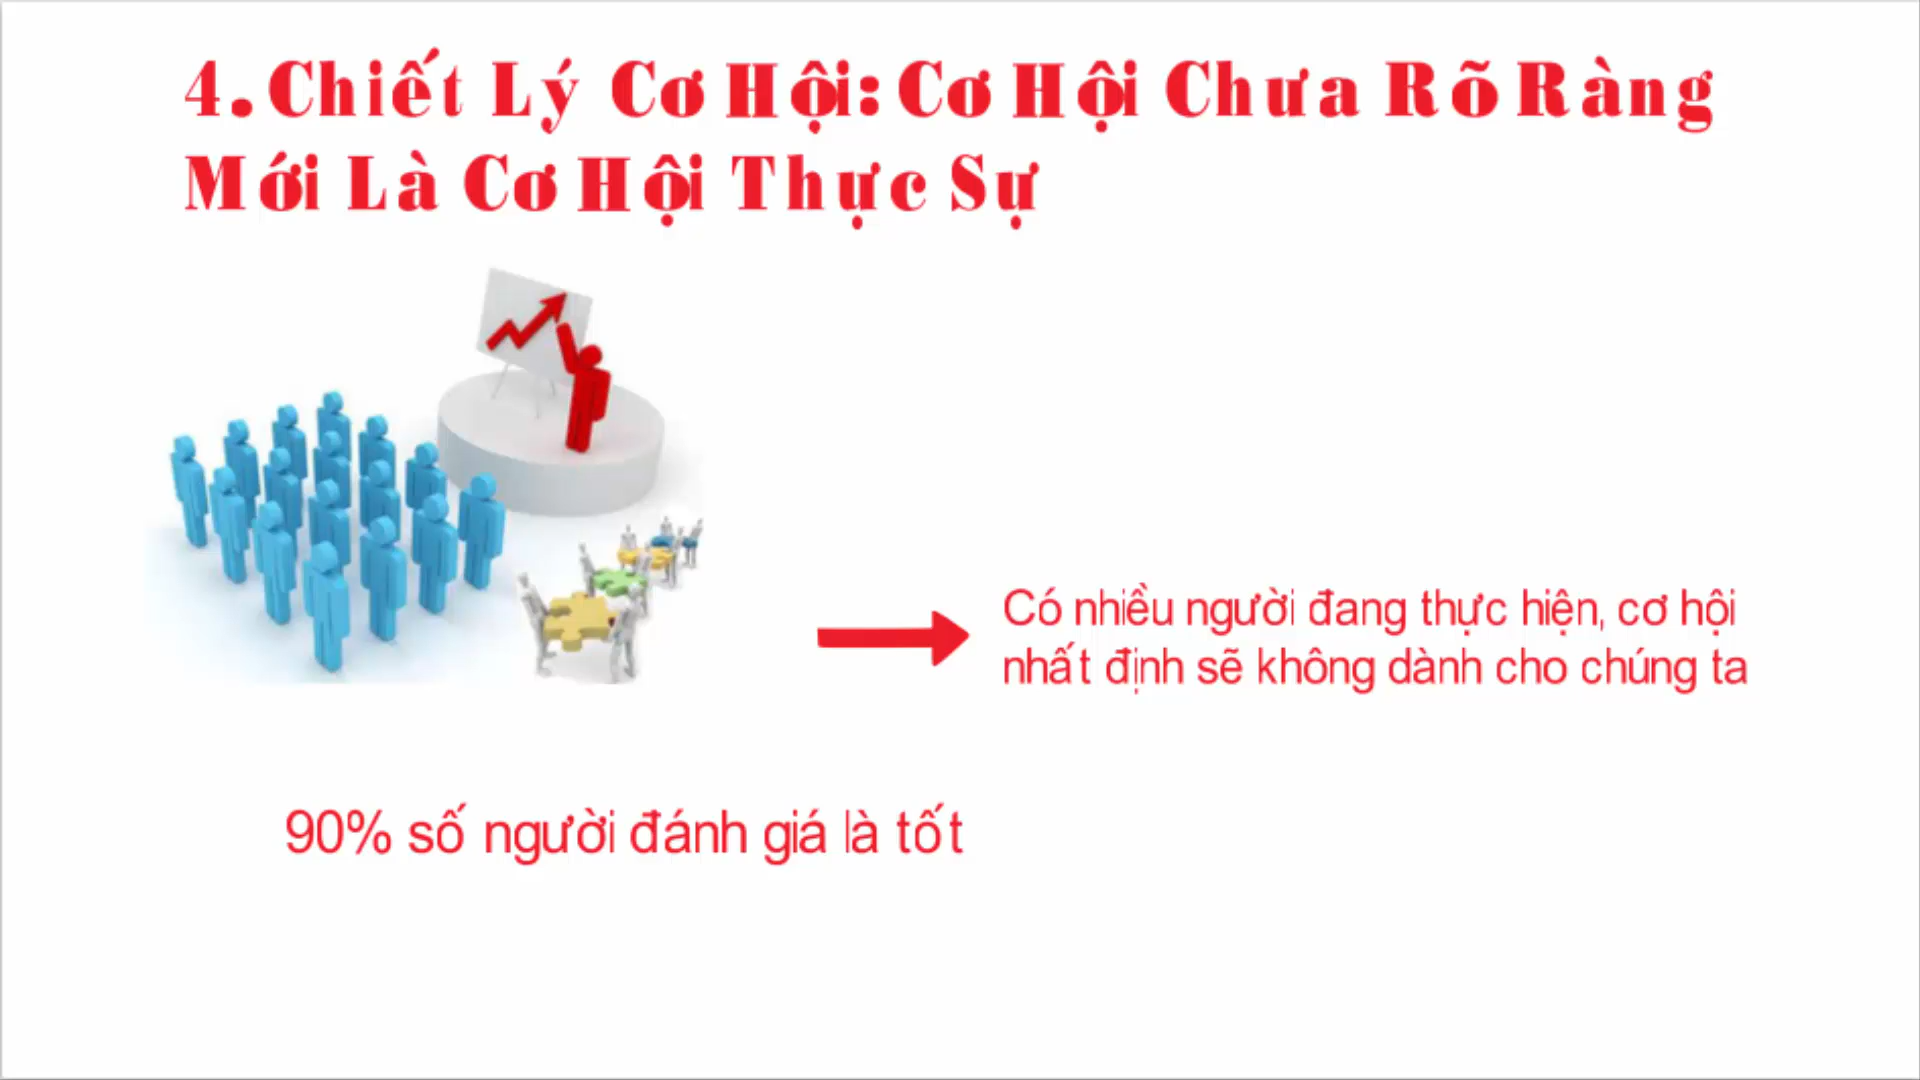 4. Chiết Lý Cơ Hội: Cơ Hội Chưa Rõ Ràng
Mới Là Cơ Hội Thực Sự
Có nhiều người đang thực hiện, cơ hội
nhất định sẽ không dành cho chúng ta
90% số người đánh giá là tốt